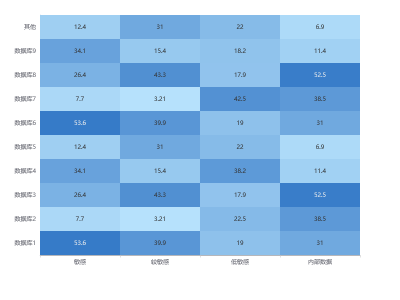 其他 12.4 31 22 6.9
数据库9 34.1 15.4 18.2 11.4
数据库8 26.4 43.3 17.9 52.5
数据库7 7.7 3.21 42.5 38.5
数据库6 53.6 39.9 19 31
数据库5 12.4 31 22 6.9
数据库4 34.1 15.4 38.2 11.4
数据库3 26.4 43.3 17.9 52.5
数据库2 7.7 3.21 22.5 38.5
数据库1 53.6 39.9 19 31
敏感 较敏感 低敏感 内部数据